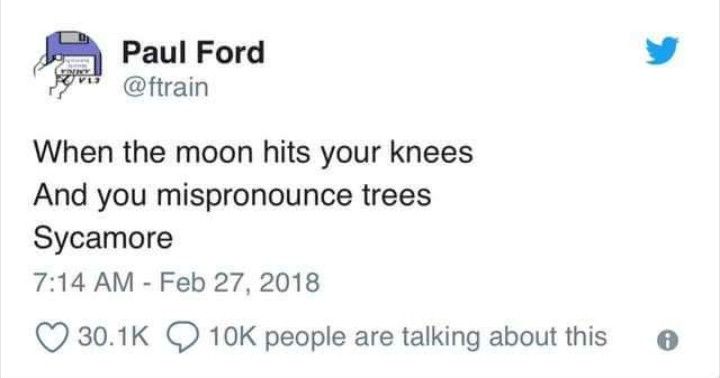 Paul Ford
@ftrain
When the moon hits your knees
And you mispronounce trees
Sycamore
7:14 AM - Feb 27, 2018
30.1K 10K people are talking about this